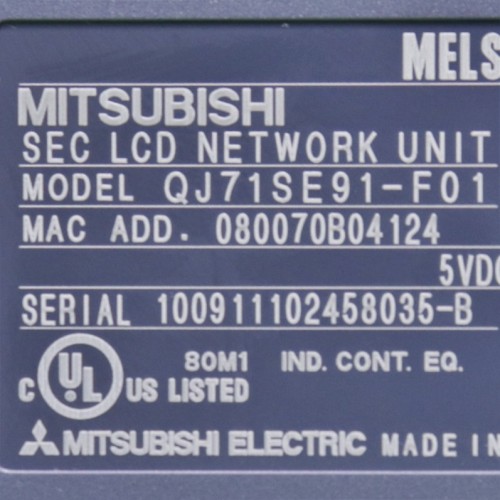 MELS
MITSUBISHI
SEC LCD NETWORK UNIT
MODEL QJ71SE91-F01
MAC ADD. 080070B04124
5VDC
SERIAL 100911102458035-B
80M1 IND. CONT. EQ.
C UL US LISTED
MITSUBISHI ELECTRIC MADE IN